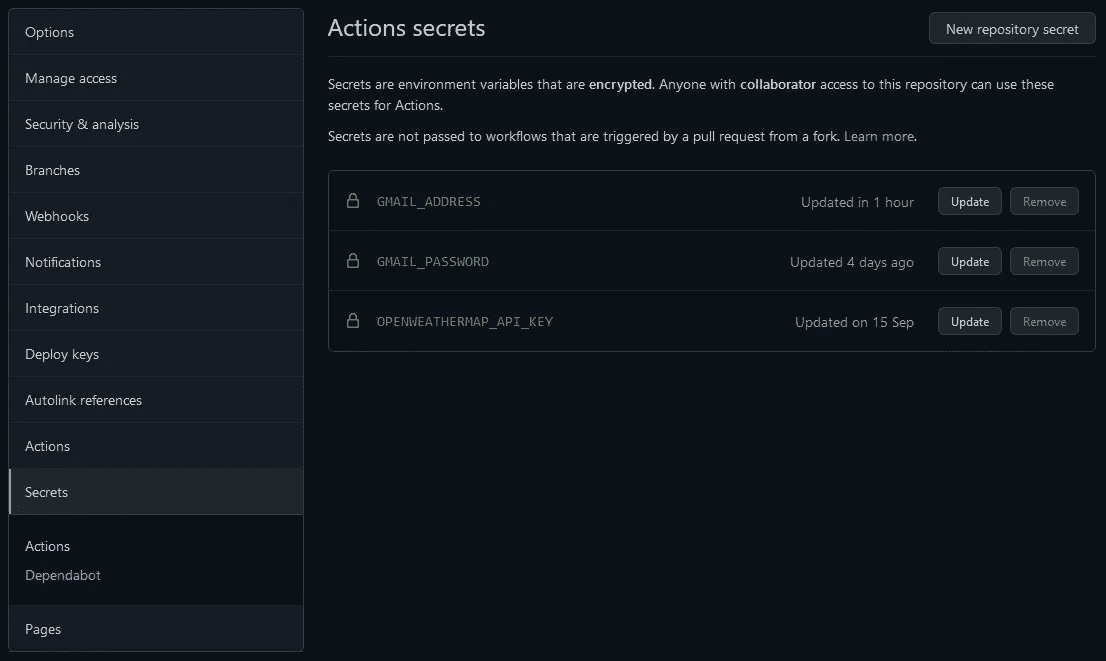 Options
Manage access
Security & analysis
Branches
Webhooks
Notifications
Integrations
Deploy keys
Autolink references
Actions
Secrets
Actions
Dependabot
Pages
Actions secrets
New repository secret
Secrets are environment variables that are encrypted. Anyone with collaborator access to this repository can use these
secrets for Actions.
Secrets are not passed to workflows that are triggered by a pull request from a fork. Learn more.
GMAIL_ADDRESS Updated in 1 hour Update Remove
GMAIL_PASSWORD Updated 4 days ago Update Remove
OPENWEATHERMAP_API_KEY Updated on 15 Sep Update Remove